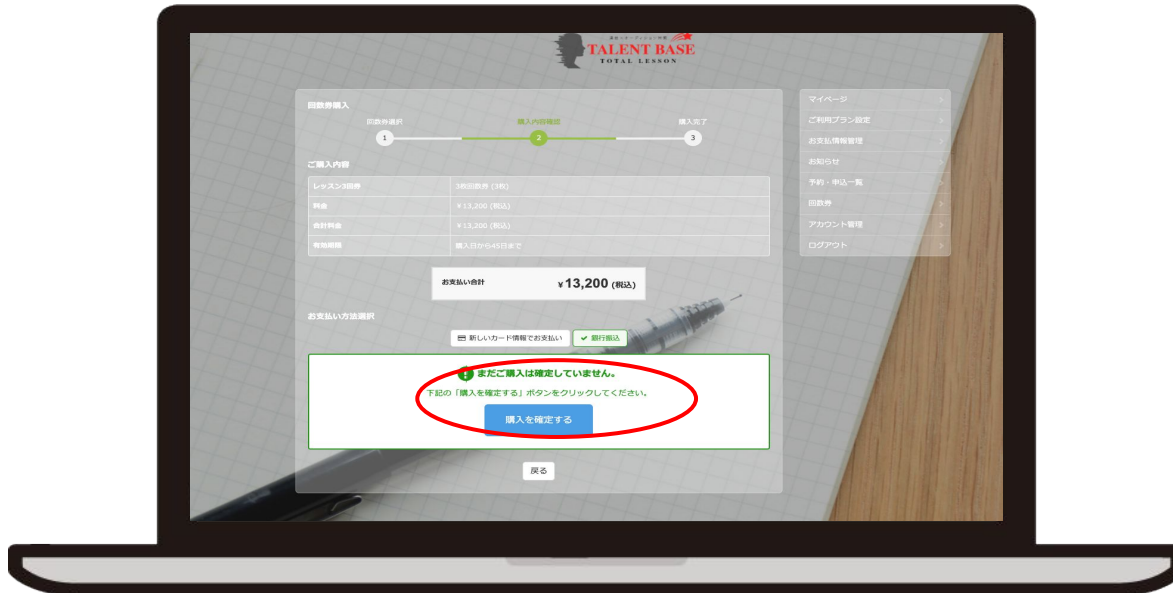 TALENT BASE
TOTAL LESSON
回数券購入
回数券選択
購入内容確認
購入完了
1
2
3
ご購入内容
レッスン3回券 3枚回数券 (3枚)
料金 ¥13,200 (税込)
合計料金 ¥13,200 (税込)
有効期限 購入日から45日まで
お支払い合計 ¥13,200 (税込)
お支払い方法選択
新しいカード情報でお支払い
銀行振込
まだご購入は確定していません。
下記の「購入を確定する」ボタンをクリックしてください。
購入を確定する
戻る
マイページ
ご利用プラン設定
お支払情報管理
お知らせ
予約・申込一覧
回数券
アカウント管理
ログアウト